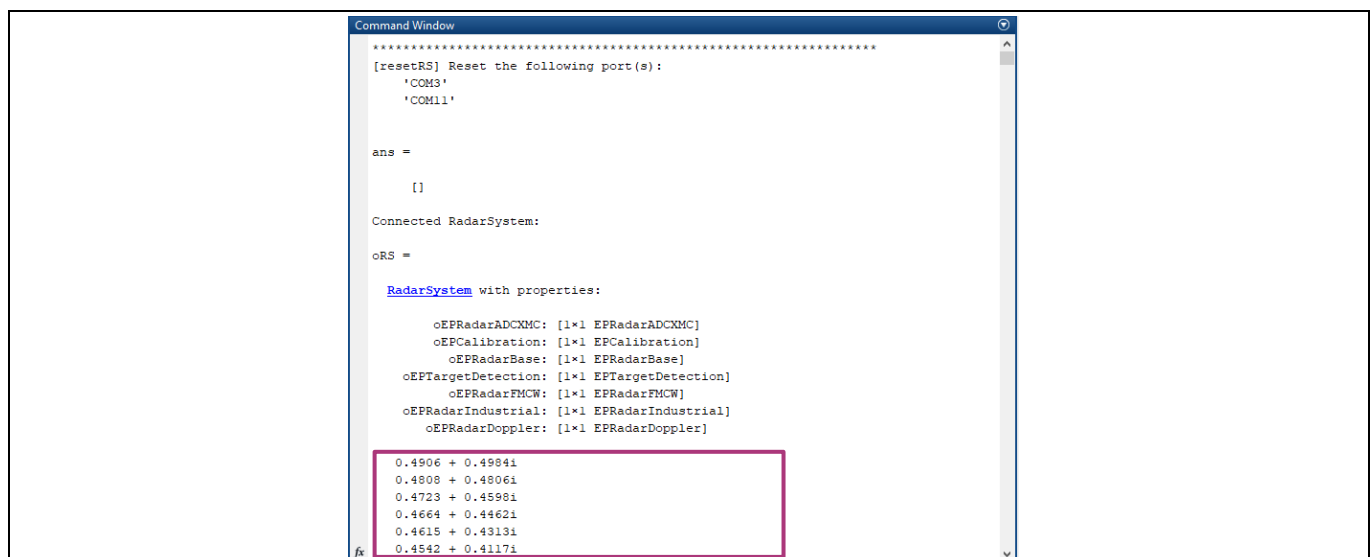 Command Window
******************************************************************
[resetRS] Reset the following port(s):
'COM3'
'COM11'
ans =
[]
Connected RadarSystem:
oRS =
RadarSystem with properties:
oEPRadarADCXMC: [1×1 EPRadarADCXMC]
oEPCalibration: [1×1 EPCalibration]
oEPRadarBase: [1×1 EPRadarBase]
oEPTargetDetection: [1×1 EPTargetDetection]
oEPRadarFMCW: [1×1 EPRadarFMCW]
oEPRadarIndustrial: [1×1 EPRadarIndustrial]
oEPRadarDoppler: [1×1 EPRadarDoppler]
0.4906 + 0.4984i
0.4808 + 0.4806i
0.4723 + 0.4598i
0.4664 + 0.4462i
0.4615 + 0.4313i
fx 0.4542 + 0.4117i